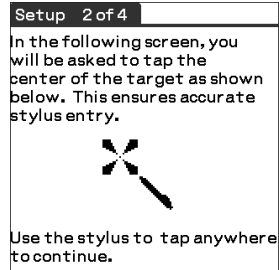 Setup 2 of 4
In the following screen, you
will be asked to tap the
center of the target as shown
below. This ensures accurate
stylus entry.
Use the stylus to tap anywhere
to continue.